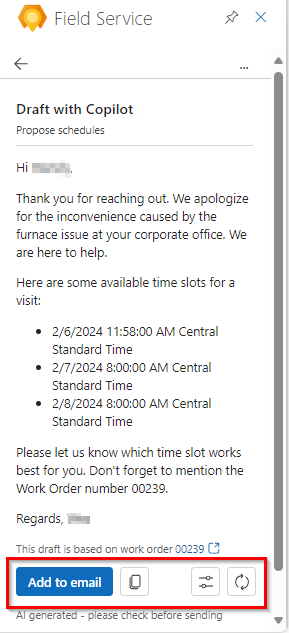 Field Service
...
Draft with Copilot
Propose schedules
Hi ,
Thank you for reaching out. We apologize
for the inconvenience caused by the
furnace issue at your corporate office. We
are here to help.
Here are some available time slots for a
visit:
• 2/6/2024 11:58:00 AM Central
Standard Time
• 2/7/2024 8:00:00 AM Central
Standard Time
• 2/8/2024 8:00:00 AM Central
Standard Time
Please let us know which time slot works
best for you. Don't forget to mention the
Work Order number 00239.
Regards,
This draft is based on work order 00239
Add to email
AI generated - please check before sending